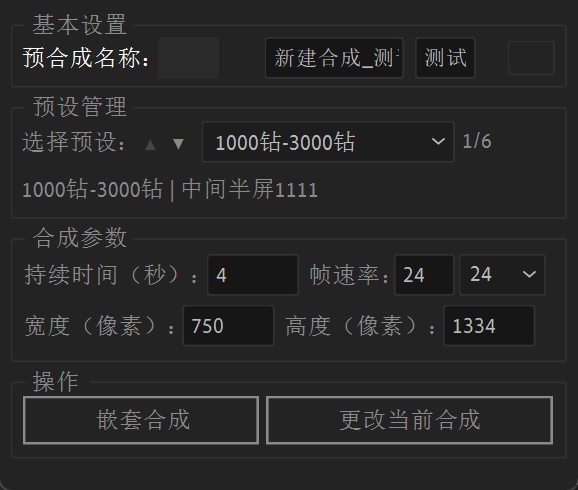 基本设置
预合成名称： 新建合成_测 测试
预设管理
选择预设： ▲ ▼ 1000钻-3000钻 1/6
1000钻-3000钻 | 中间半屏1111
合成参数
持续时间（秒）： 4 帧速率： 24 24
宽度（像素）： 750 高度（像素）： 1334
操作
嵌套合成 更改当前合成